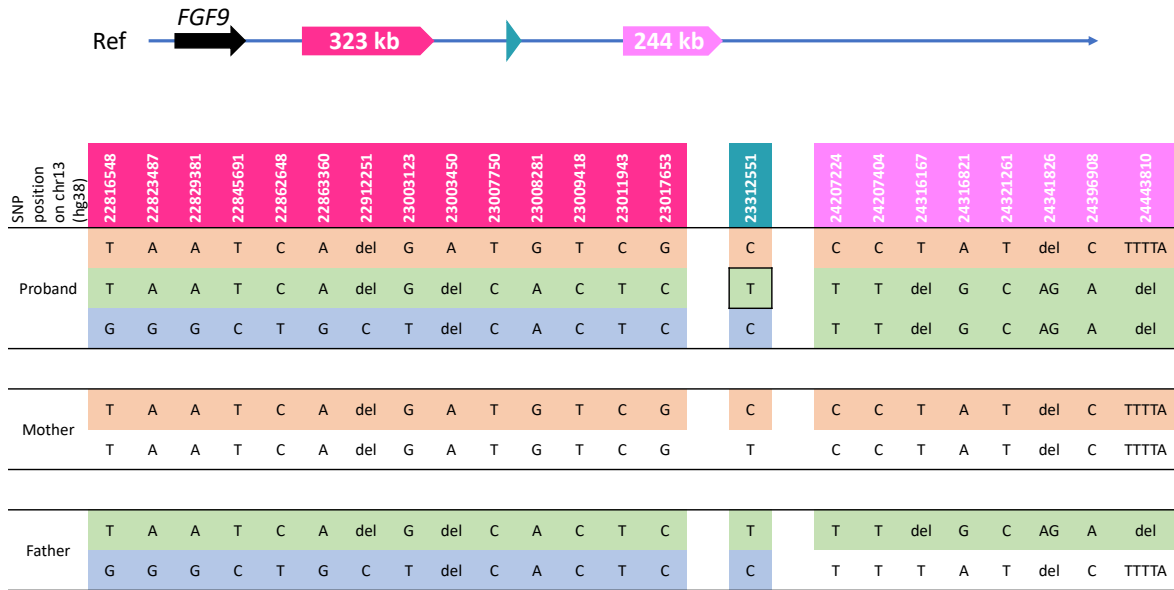 FGF9
Ref 323 kb 244 kb
SNP position on chr13 (hg38) 22816548 22823487 22829381 22845691 22862648 22863360 22912251 23003123 23003450 23007750 23008281 23009418 23011943 23017653 23312551 24207224 24207404 24316167 24316821 24321261 24341826 24396908 24443810
T A A T C A del G A T G T C G C C C T A T del C TTTTA
Proband T A A T C A del G del C A C T C T T T del G C AG A del
G G G C T G C T del C A C T C C T T del G C AG A del
T A A T C A del G A T G T C G C C C T A T del C TTTTA
Mother
T A A T C A del G A T G T C G T C C T A T del C TTTTA
T A A T C A del G del C A C T C T T T del G C AG A del
Father
G G G C T G C T del C A C T C C T T T A T del C TTTTA